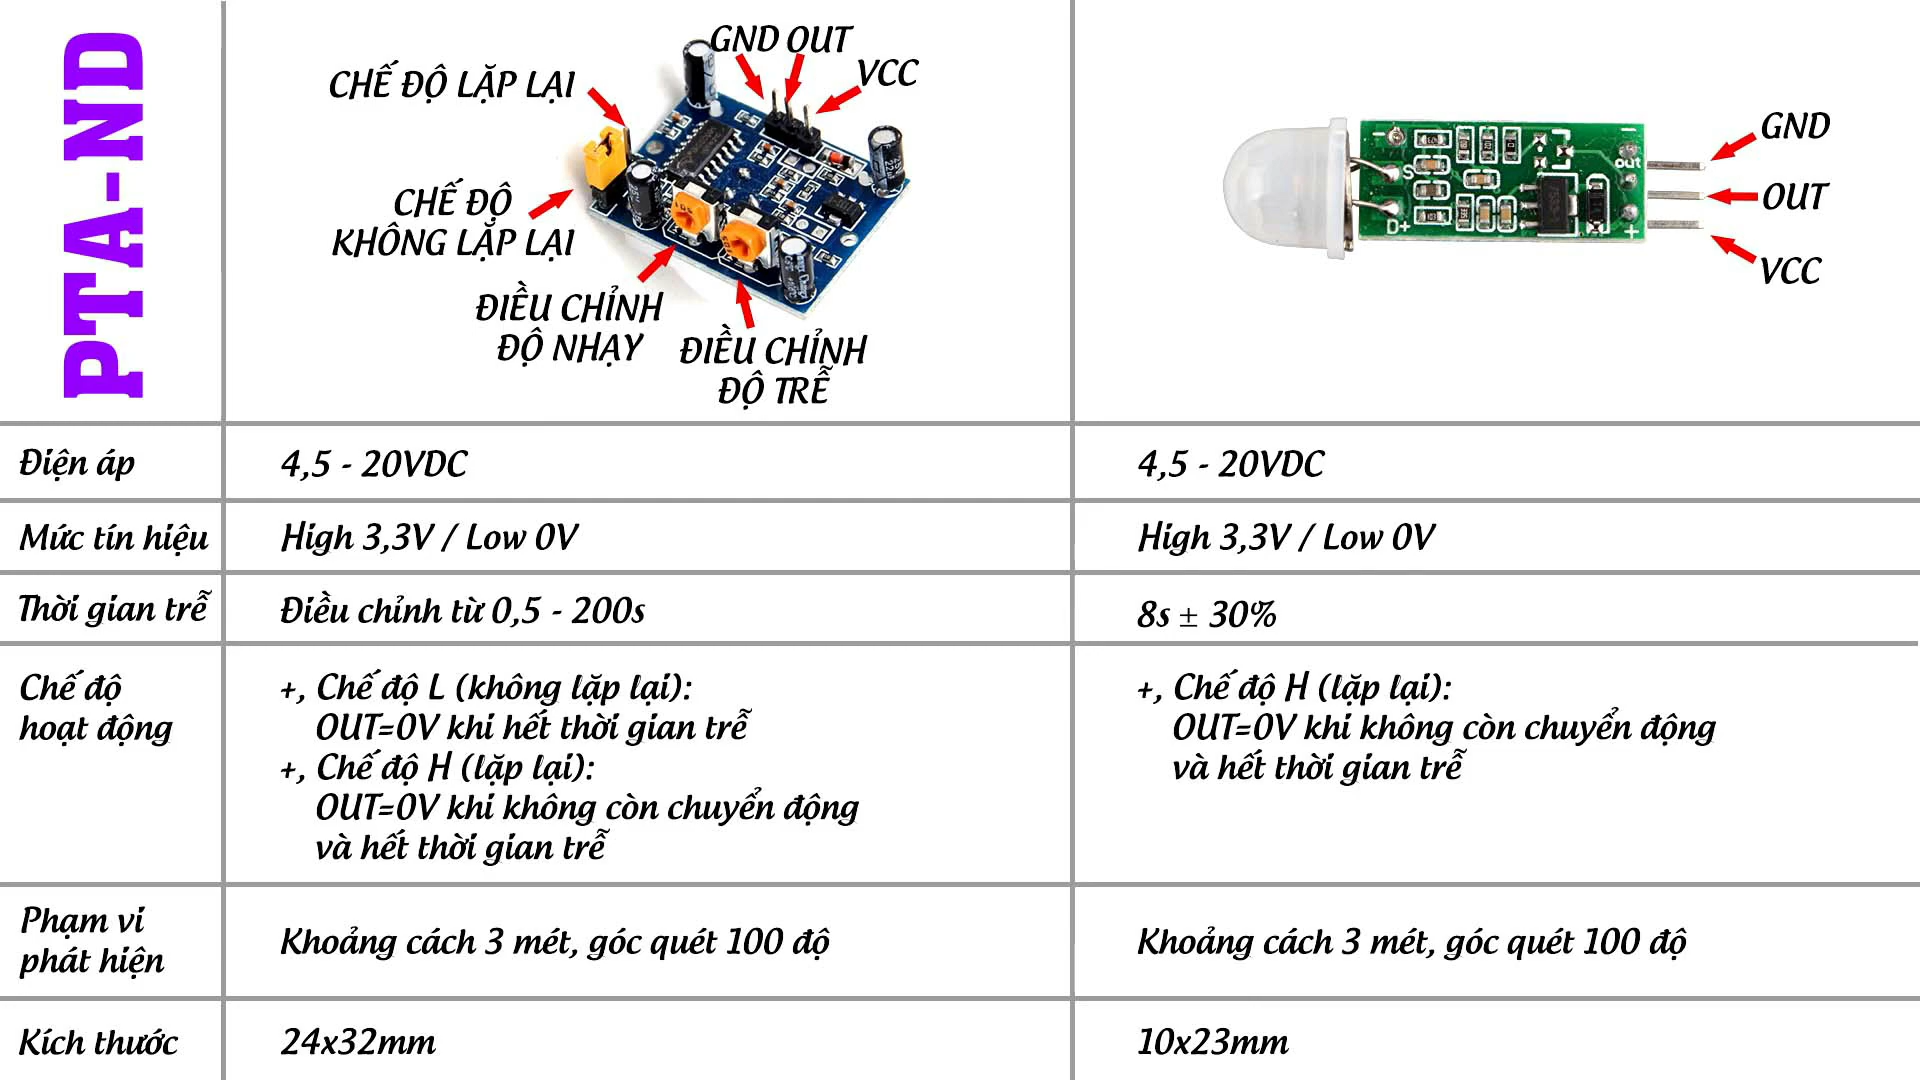 PTA-ND
GND OUT
VCC
CHẾ ĐỘ LẶP LẠI
CHẾ ĐỘ
KHÔNG LẶP LẠI
ĐIỀU CHỈNH
ĐỘ NHẠY
ĐIỀU CHỈNH
ĐỘ TRỄ
GND
OUT
VCC
out
S
D+
Điện áp
4,5 - 20VDC
4,5 - 20VDC
Mức tín hiệu
High 3,3V / Low 0V
High 3,3V / Low 0V
Thời gian trễ
Điều chỉnh từ 0,5 - 200s
8s ± 30%
Chế độ
hoạt động
+, Chế độ L (không lặp lại):
OUT=0V khi hết thời gian trễ
+, Chế độ H (lặp lại):
OUT=0V khi không còn chuyển động
và hết thời gian trễ
+, Chế độ H (lặp lại):
OUT=0V khi không còn chuyển động
và hết thời gian trễ
Phạm vi
phát hiện
Khoảng cách 3 mét, góc quét 100 độ
Khoảng cách 3 mét, góc quét 100 độ
Kích thước
24x32mm
10x23mm